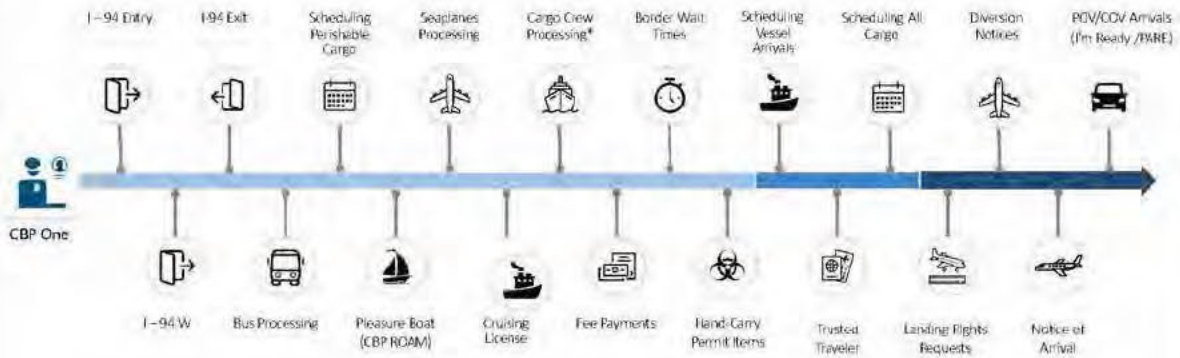 I – 94 Entry
I-94 Exit
Scheduling
Perishable
Cargo
Seaplanes
Processing
Cargo Crew
Processing*
Border Wait
Times
Scheduling
Vessel
Arrivals
Scheduling All
Cargo
Diversion
Notices
POV/COV Arrivals
(I'm Ready /PARE)
CBP One
I – 94 W
Bus Processing
Pleasure Boat
(CBP ROAM)
Cruising
License
Fee Payments
Hand-Carry
Permit Items
Trusted
Traveler
Landing Rights
Requests
Notice of
Arrival